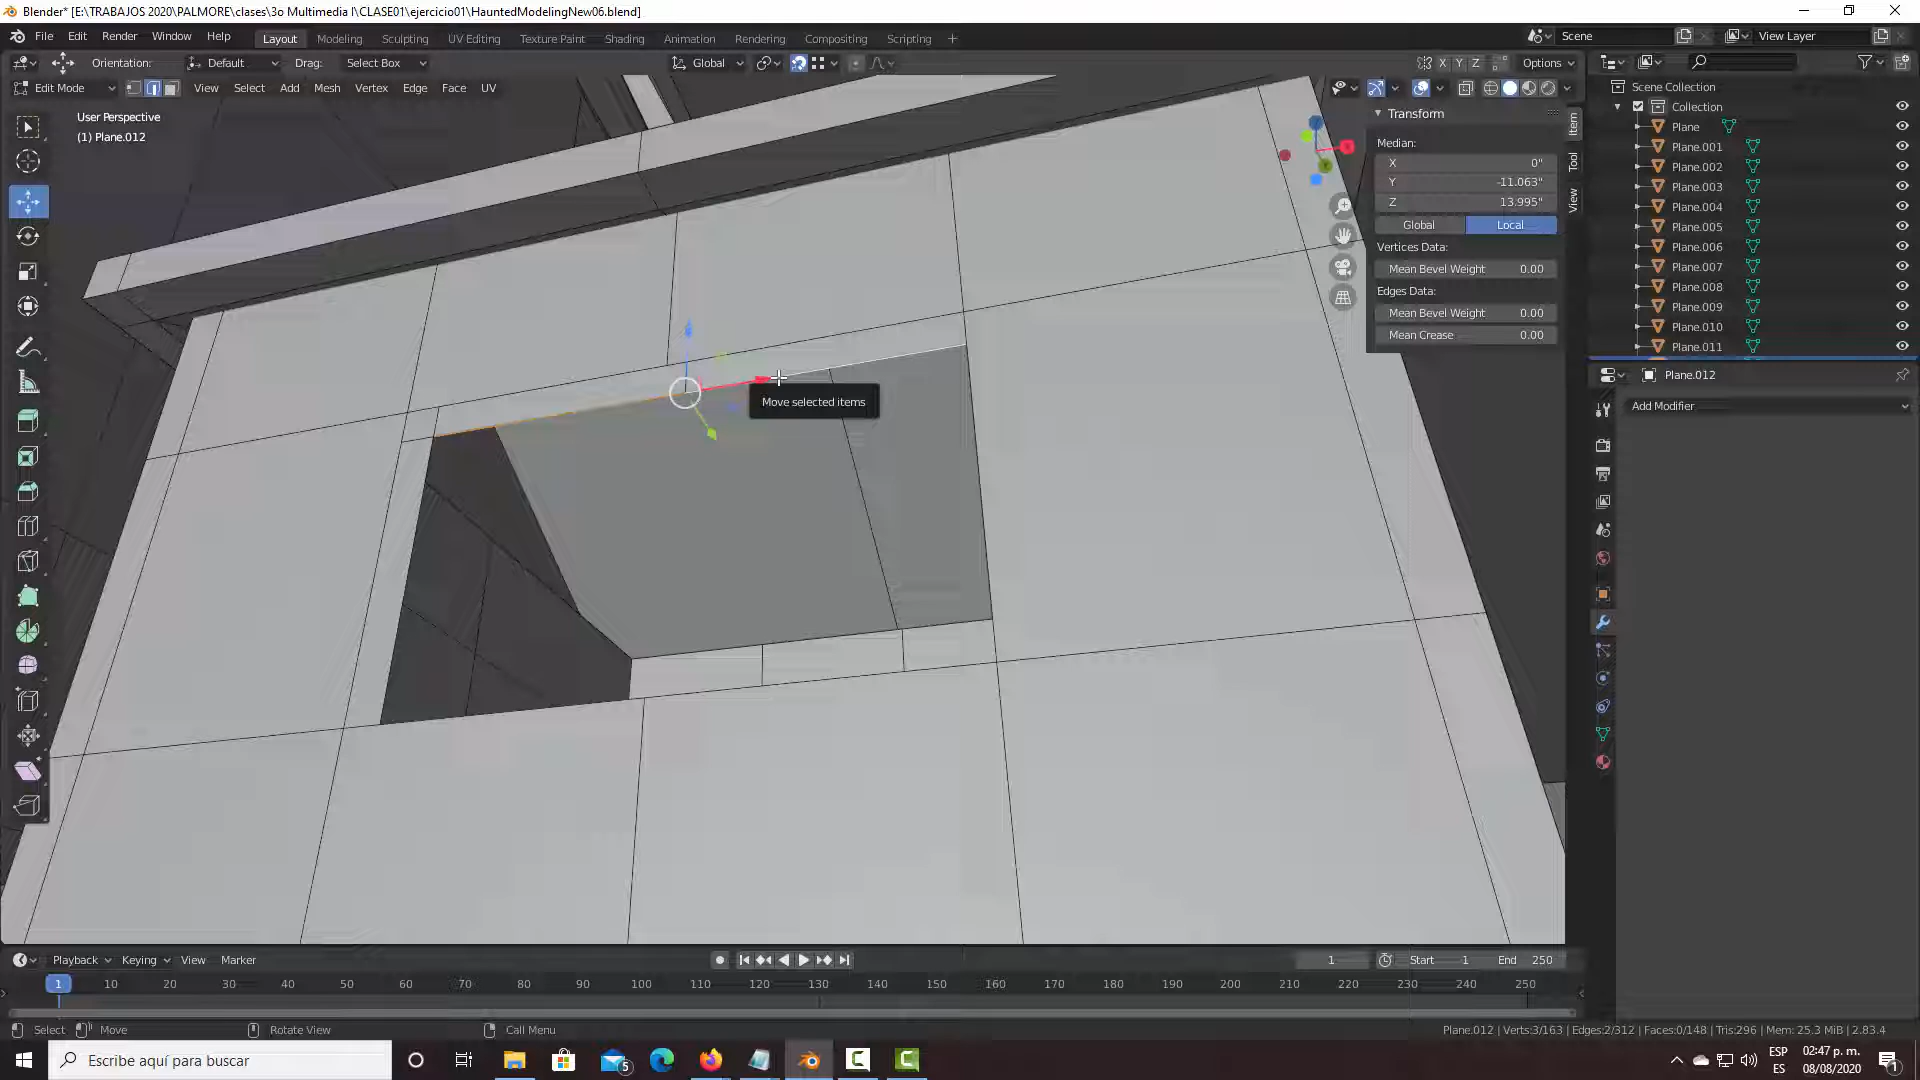 Blender* [E:\TRABAJOS 2020\PALMORE\clases\3o Multimedia I\CLASE01\ejercicio01\HauntedModelingNew06.blend]
File Edit Render Window Help Layout Modeling Sculpting UV Editing Texture Paint Shading Animation Rendering Compositing Scripting + Scene View Layer
Orientation: Default Drag: Select Box Global X Y Z Options
Edit Mode View Select Add Mesh Vertex Edge Face UV
User Perspective
(1) Plane.012
Transform
Median:
X 0"
Y -11.063"
Z 13.995"
Global Local
Vertices Data:
Mean Bevel Weight 0.00
Edges Data:
Mean Bevel Weight 0.00
Mean Crease 0.00
Item
Tool
View
Scene Collection
Collection
Plane
Plane.001
Plane.002
Plane.003
Plane.004
Plane.005
Plane.006
Plane.007
Plane.008
Plane.009
Plane.010
Plane.011
Plane.012
Add Modifier
Move selected items
Playback Keying View Marker 1 Start 1 End 250
1 10 20 30 40 50 60 70 80 90 100 110 120 130 140 150 160 170 180 190 200 210 220 230 240 250
Select Move Rotate View Call Menu Plane.012 | Verts:3/163 | Edges:2/312 | Faces:0/148 | Tris:296 | Mem: 25.3 MiB | 2.83.4
Escribe aquí para buscar 5 ESP 02:47 p. m.
ES 08/08/2020 1